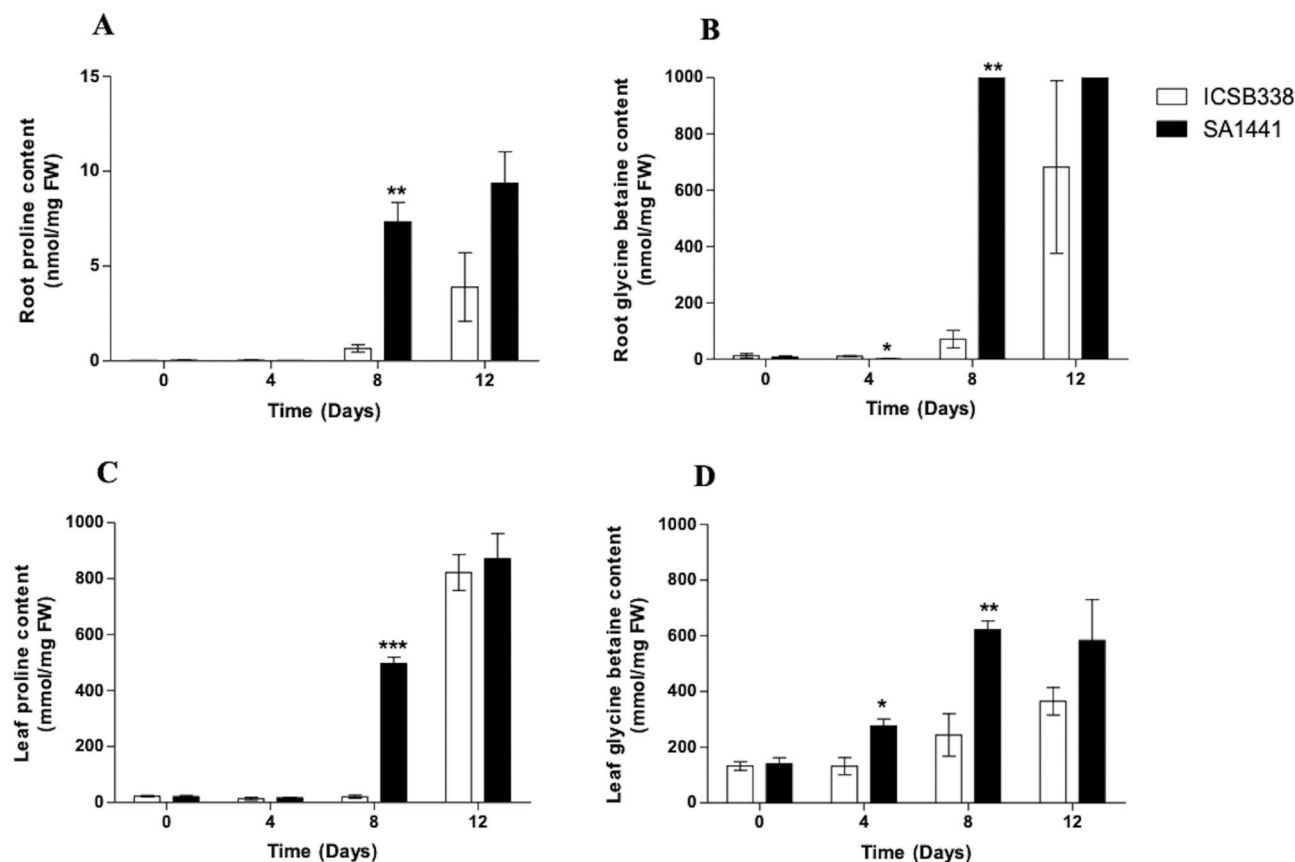 A
Root proline content
(nmol/mg FW)
15
10
5
0
**
0 4 8 12
Time (Days)
B
Root glycine betaine content
(nmol/mg FW)
1000
800
600
400
200
0
*
**
0 4 8 12
Time (Days)
ICSB338
SA1441
C
Leaf proline content
(mmol/mg FW)
1000
800
600
400
200
0
***
0 4 8 12
Time (Days)
D
Leaf glycine betaine content
(mmol/mg FW)
1000
800
600
400
200
0
*
**
0 4 8 12
Time (Days)